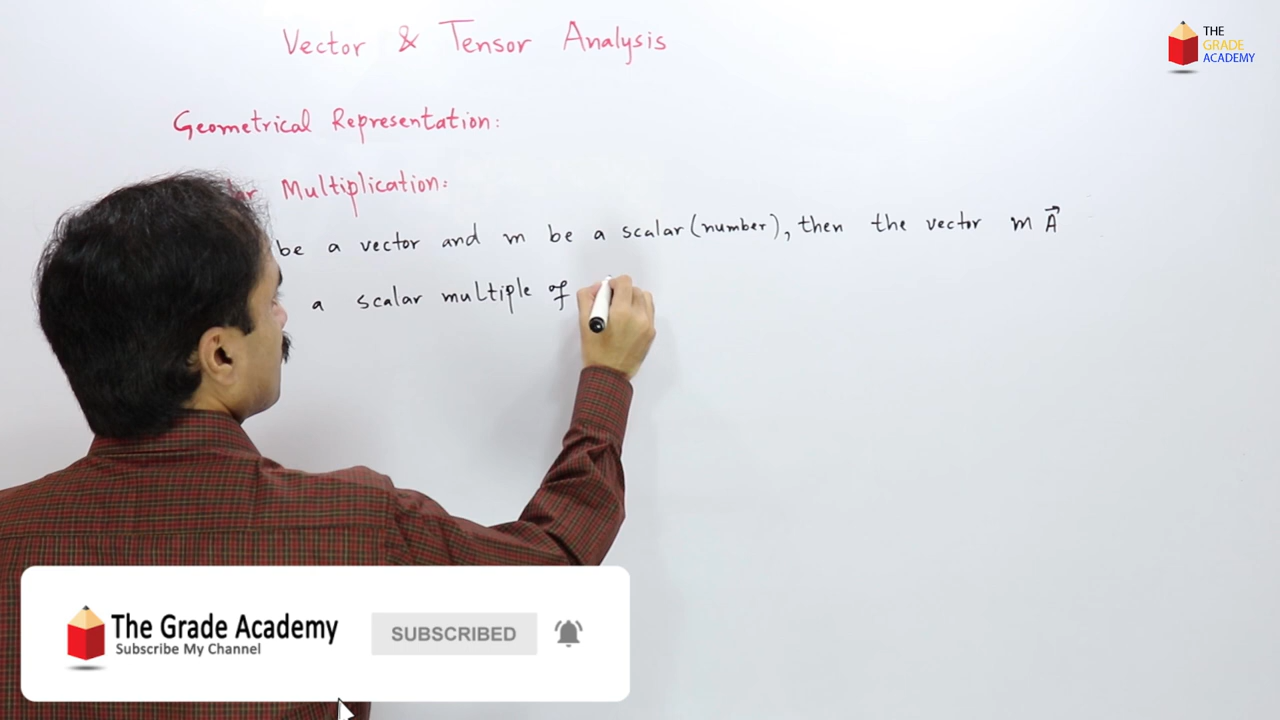 Vector & Tensor Analysis
THE
GRADE
ACADEMY
Geometrical Representation:
Multiplication:
be a vector and m be a scalar (number), then the vector m A⃗
a scalar multiple of
The Grade Academy
Subscribe My Channel
SUBSCRIBED